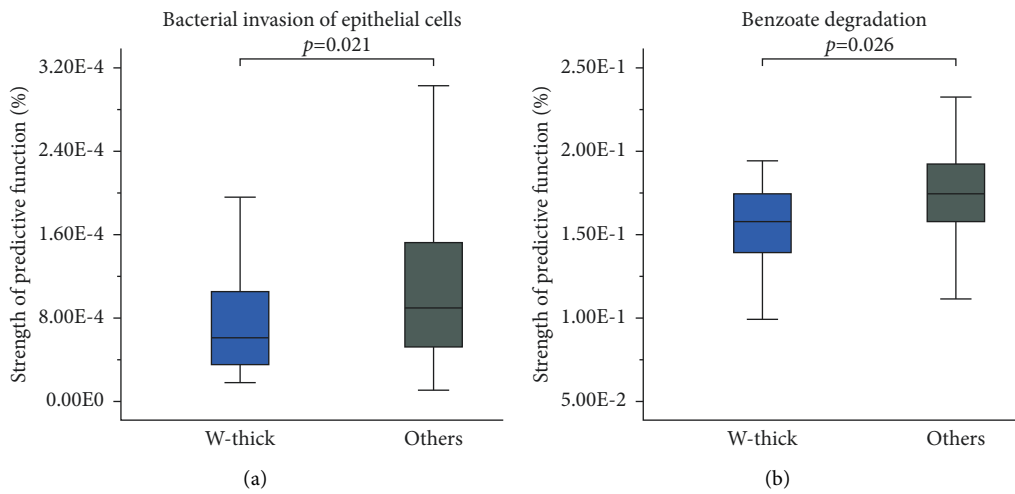 Bacterial invasion of epithelial cells
p=0.021
Strength of predictive function (%)
3.20E-4
2.40E-4
1.60E-4
8.00E-4
0.00E0
W-thick Others
(a)
Benzoate degradation
p=0.026
Strength of predictive function (%)
2.50E-1
2.00E-1
1.50E-1
1.00E-1
5.00E-2
W-thick Others
(b)